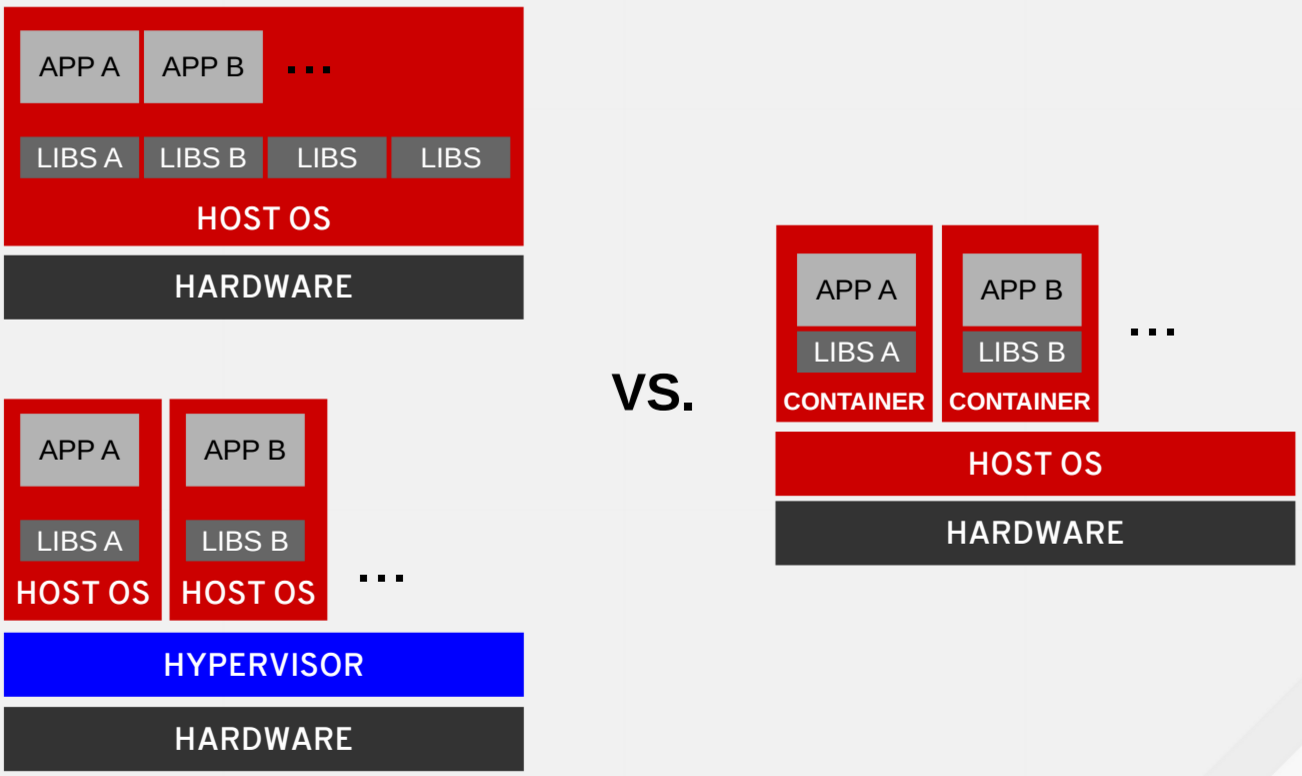 APP A
APP B
...
LIBS A
LIBS B
LIBS
LIBS
HOST OS
HARDWARE
APP A
APP B
LIBS A
LIBS B
HOST OS
HOST OS
...
HYPERVISOR
HARDWARE
VS.
APP A
APP B
LIBS A
LIBS B
...
CONTAINER
CONTAINER
HOST OS
HARDWARE